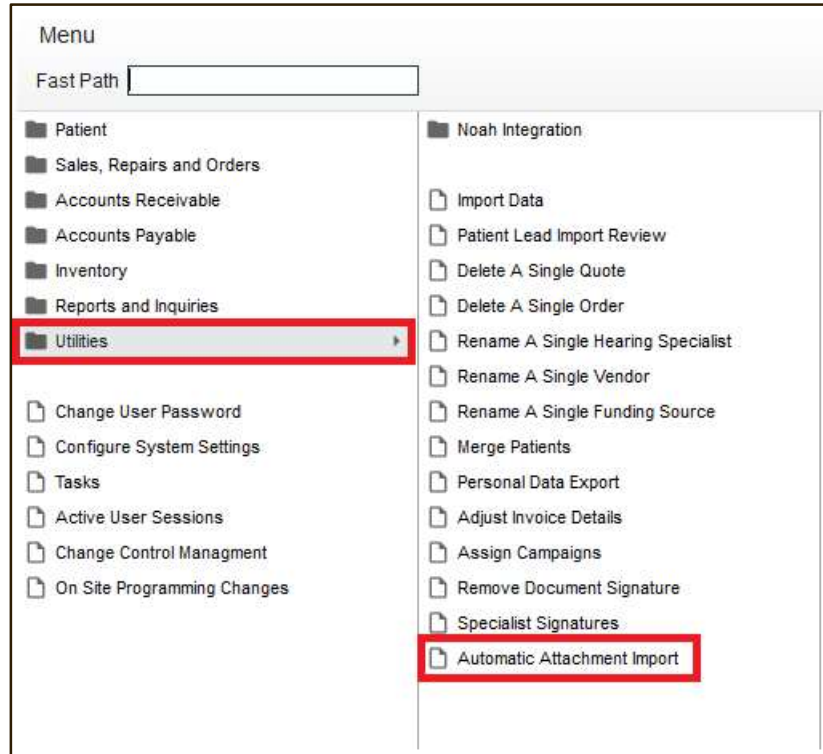 Menu
Fast Path
Patient
Sales, Repairs and Orders
Accounts Receivable
Accounts Payable
Inventory
Reports and Inquiries
Utilities
Change User Password
Configure System Settings
Tasks
Active User Sessions
Change Control Managment
On Site Programming Changes
Noah Integration
Import Data
Patient Lead Import Review
Delete A Single Quote
Delete A Single Order
Rename A Single Hearing Specialist
Rename A Single Vendor
Rename A Single Funding Source
Merge Patients
Personal Data Export
Adjust Invoice Details
Assign Campaigns
Remove Document Signature
Specialist Signatures
Automatic Attachment Import